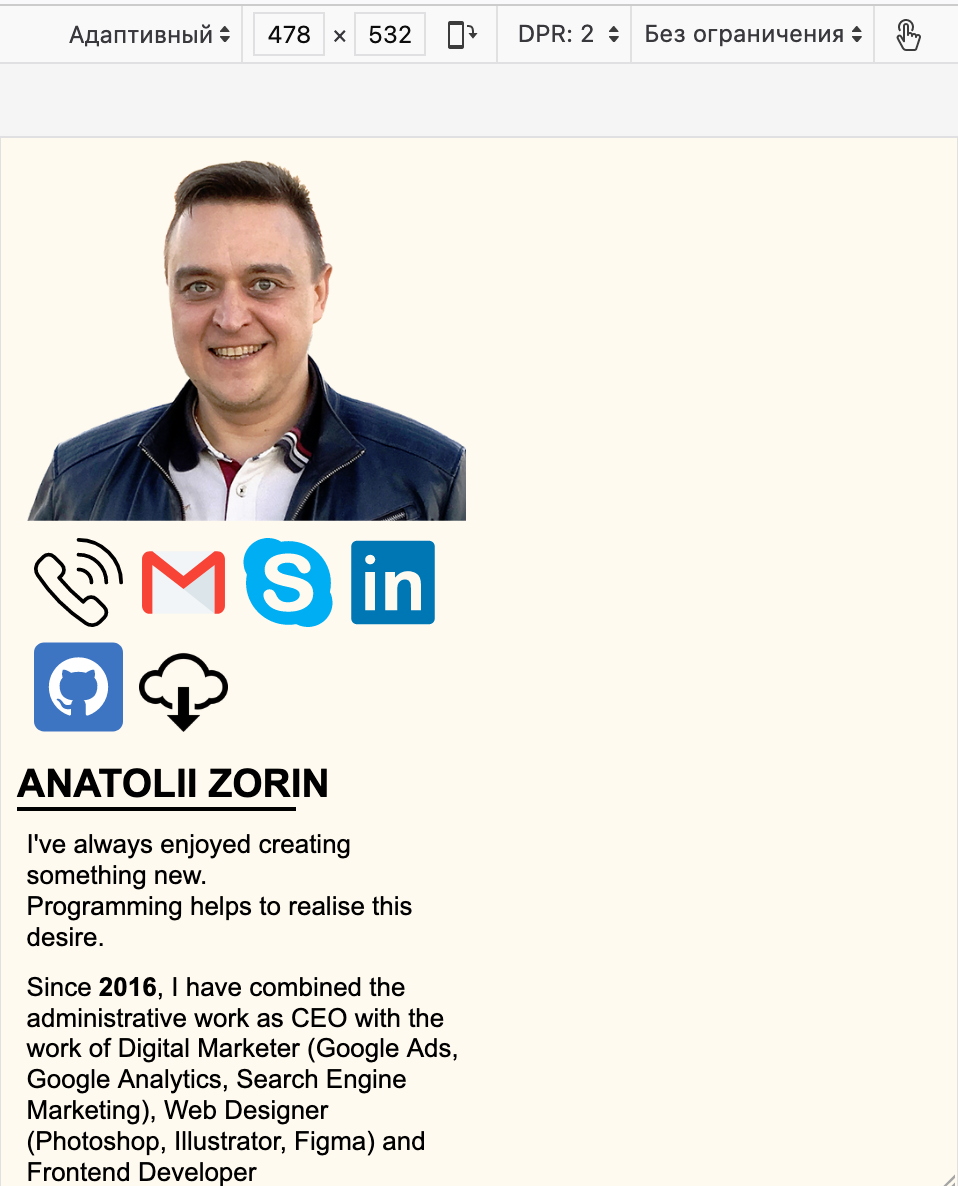 Адаптивный 478 × 532 DPR: 2 Без ограничения
S in
ANATOLII ZORIN
I've always enjoyed creating
something new.
Programming helps to realise this
desire.
Since 2016, I have combined the
administrative work as CEO with the
work of Digital Marketer (Google Ads,
Google Analytics, Search Engine
Marketing), Web Designer
(Photoshop, Illustrator, Figma) and
Frontend Developer